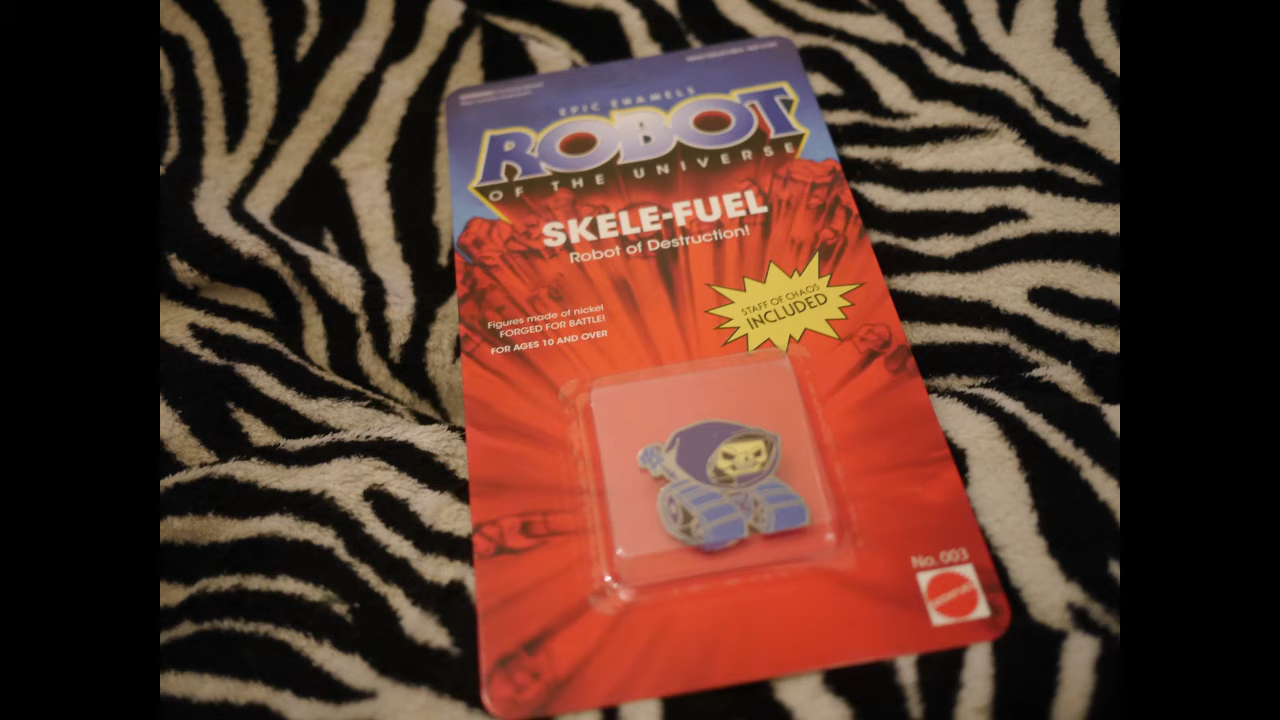 EPIC ENAMELS
ROBOT
OF THE UNIVERSE
SKELE-FUEL
Robot of Destruction!
STAFF OF CHAOS
INCLUDED
Figures made of nickel
FORGED FOR BATTLE!
FOR AGES 10 AND OVER
No. 003